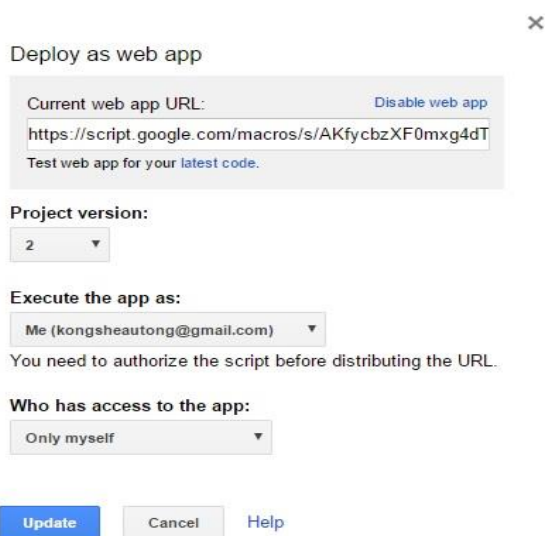 Deploy as web app
Current web app URL: Disable web app
https://script.google.com/macros/s/AKfycbzXF0mxg4dT
Test web app for your latest code.
Project version:
2
Execute the app as:
Me (kongsheautong@gmail.com)
You need to authorize the script before distributing the URL.
Who has access to the app:
Only myself
Update Cancel Help